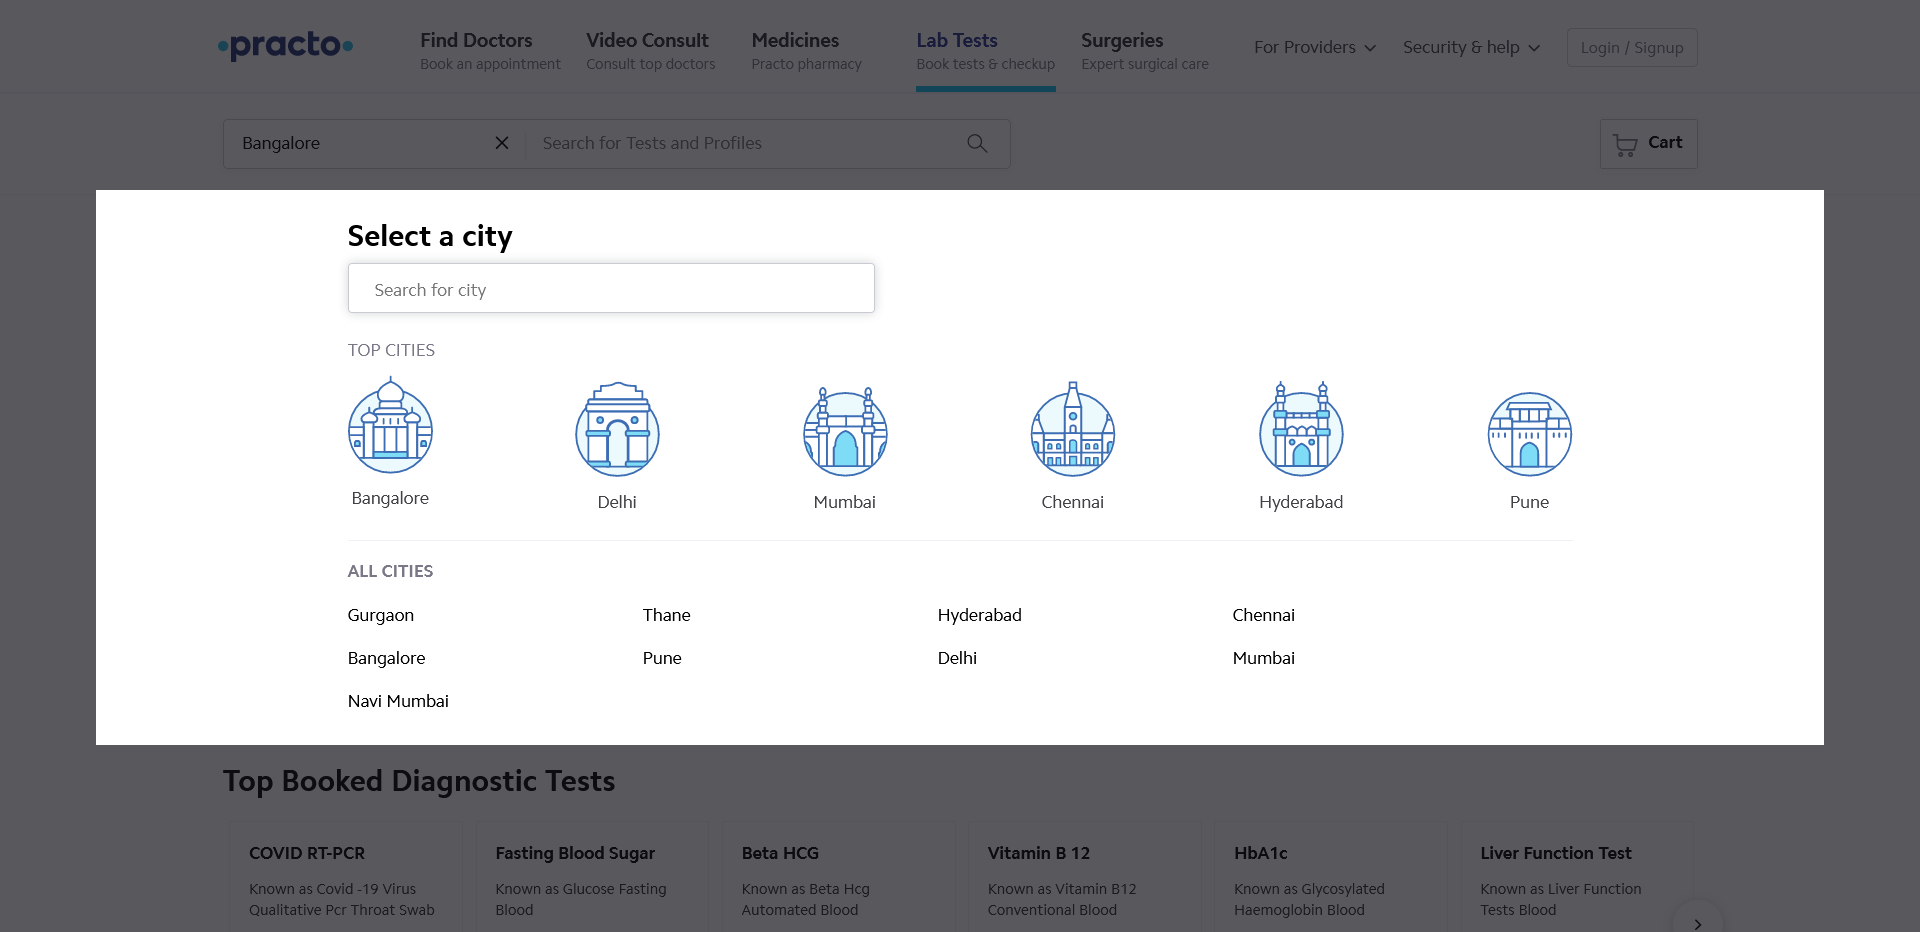 practo
Find Doctors
Book an appointment
Video Consult
Consult top doctors
Medicines
Practo pharmacy
Lab Tests
Book tests & checkup
Surgeries
Expert surgical care
For Providers
Security & help
Login / Signup
Bangalore
Search for Tests and Profiles
Cart
Select a city
Search for city
TOP CITIES
Bangalore
Delhi
Mumbai
Chennai
Hyderabad
Pune
ALL CITIES
Gurgaon
Thane
Hyderabad
Chennai
Bangalore
Pune
Delhi
Mumbai
Navi Mumbai
Top Booked Diagnostic Tests
COVID RT-PCR
Known as Covid -19 Virus
Qualitative Pcr Throat Swab
Fasting Blood Sugar
Known as Glucose Fasting
Blood
Beta HCG
Known as Beta Hcg
Automated Blood
Vitamin B 12
Known as Vitamin B12
Conventional Blood
HbA1c
Known as Glycosylated
Haemoglobin Blood
Liver Function Test
Known as Liver Function
Tests Blood